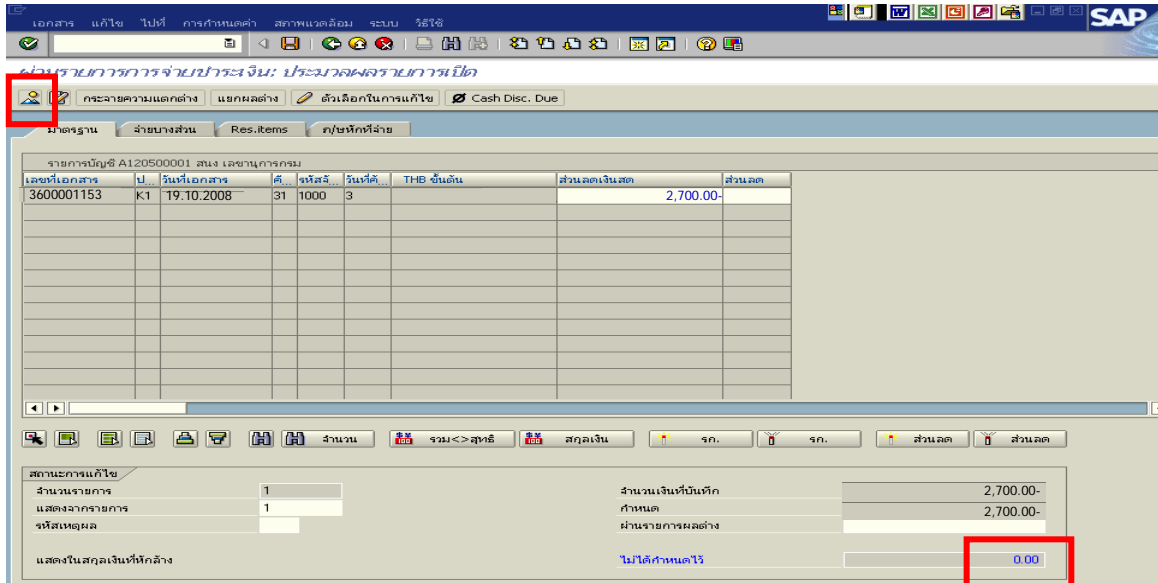 เอกสาร แก้ไข ไปที่ การกำหนดค่า สภาพแวดล้อม ระบบ วิธีใช้
SAP
ผ่านรายการการจ่ายชำระเงิน: ประมวลผลรายการเปิด
กระจายความแตกต่าง แยกผลต่าง ตัวเลือกในการแก้ไข Cash Disc. Due
มาตรฐาน จ่ายบางส่วน Res.items ภ/ษหักที่จ่าย
รายการบัญชี A120500001 สนง เลขานุการกรม
เลขที่เอกสาร ป... วันที่เอกสาร คี... รหัสจั... วันที่คั... THB ขั้นต้น ส่วนลดเงินสด ส่วนลด
3600001153 K1 19.10.2008 31 1000 3 2,700.00-
จำนวน รวม<>สุทธิ สกุลเงิน รก. รก. ส่วนลด ส่วนลด
สถานะการแก้ไข
จำนวนรายการ 1 จำนวนเงินที่บันทึก 2,700.00-
แสดงจากรายการ 1 กำหนด 2,700.00-
รหัสเหตุผล ผ่านรายการผลต่าง
แสดงในสกุลเงินที่หักล้าง ไม่ได้กำหนดไว้ 0.00